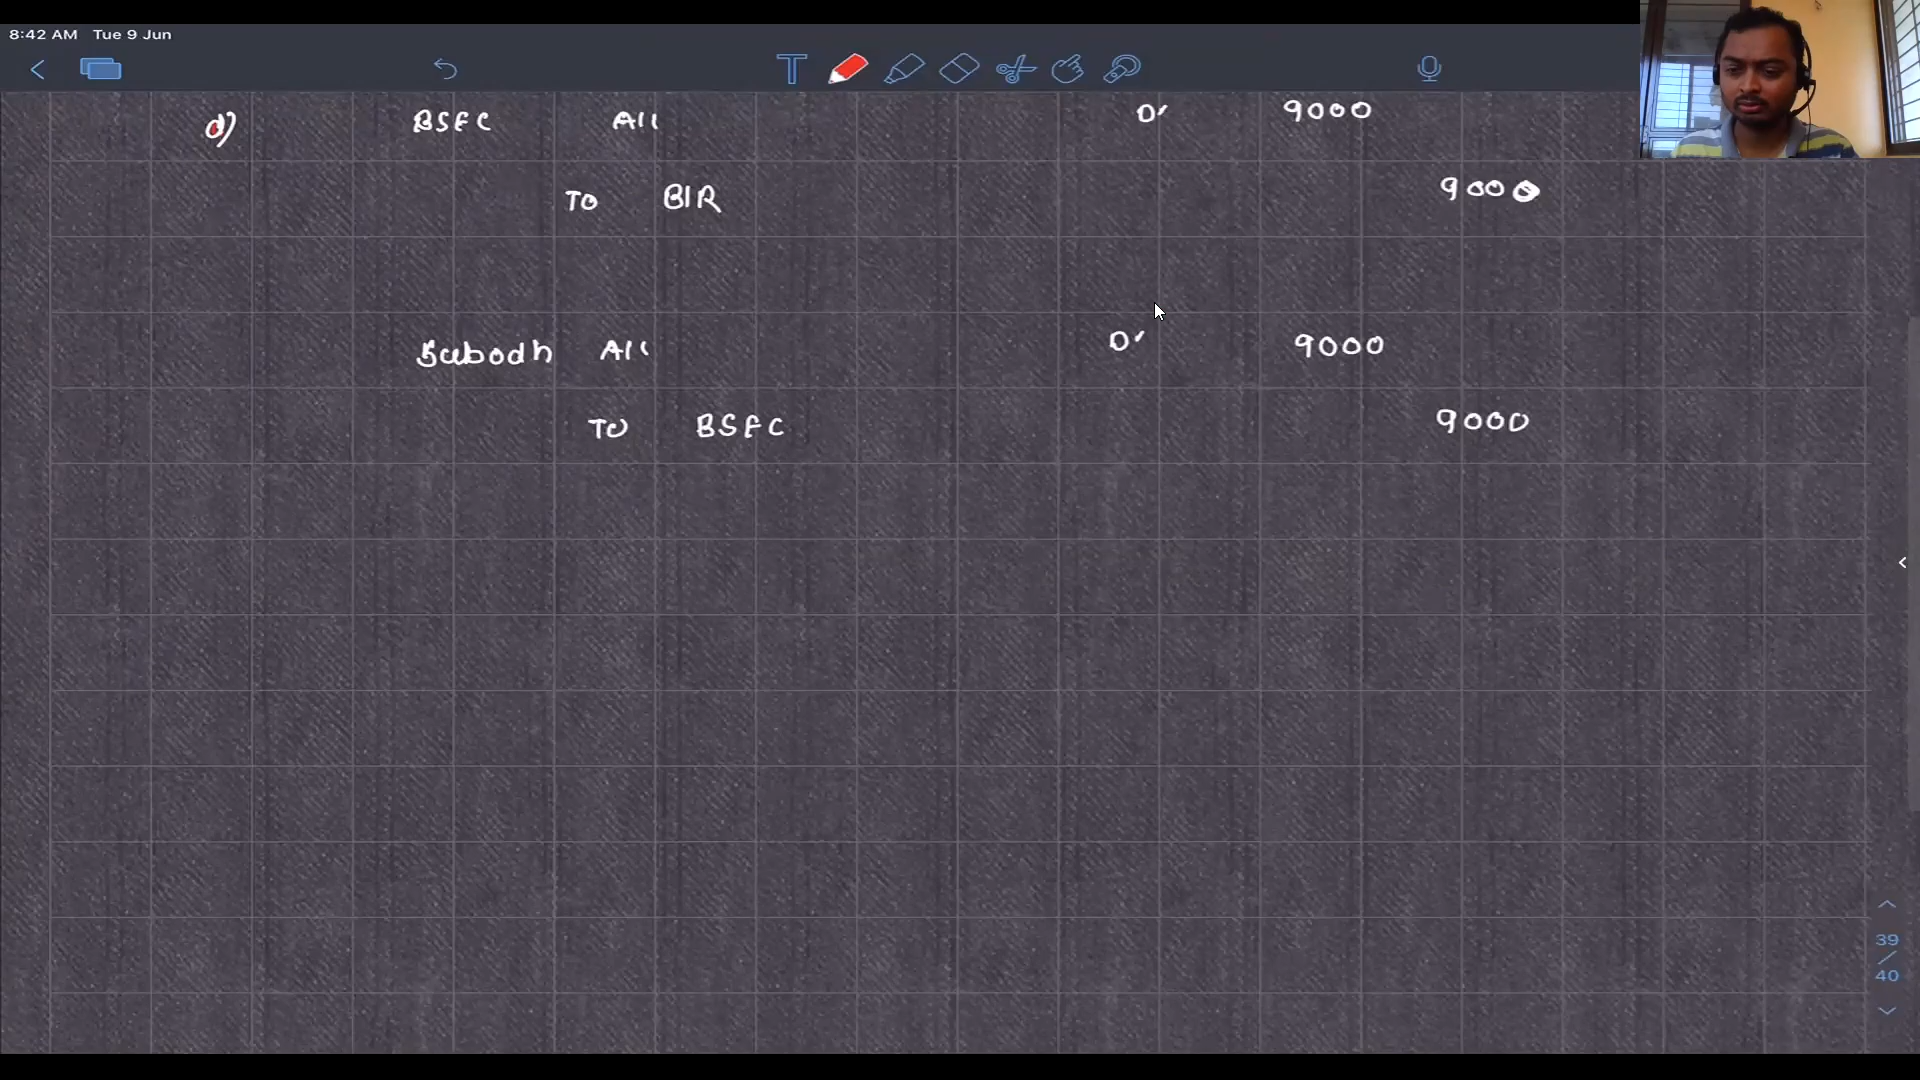 8:42 AM Tue 9 Jun
d) BSFC A/c Dr 9000
TO B/R 9000
Subodh A/c Dr 9000
TO BSFC 9000
39
/
40